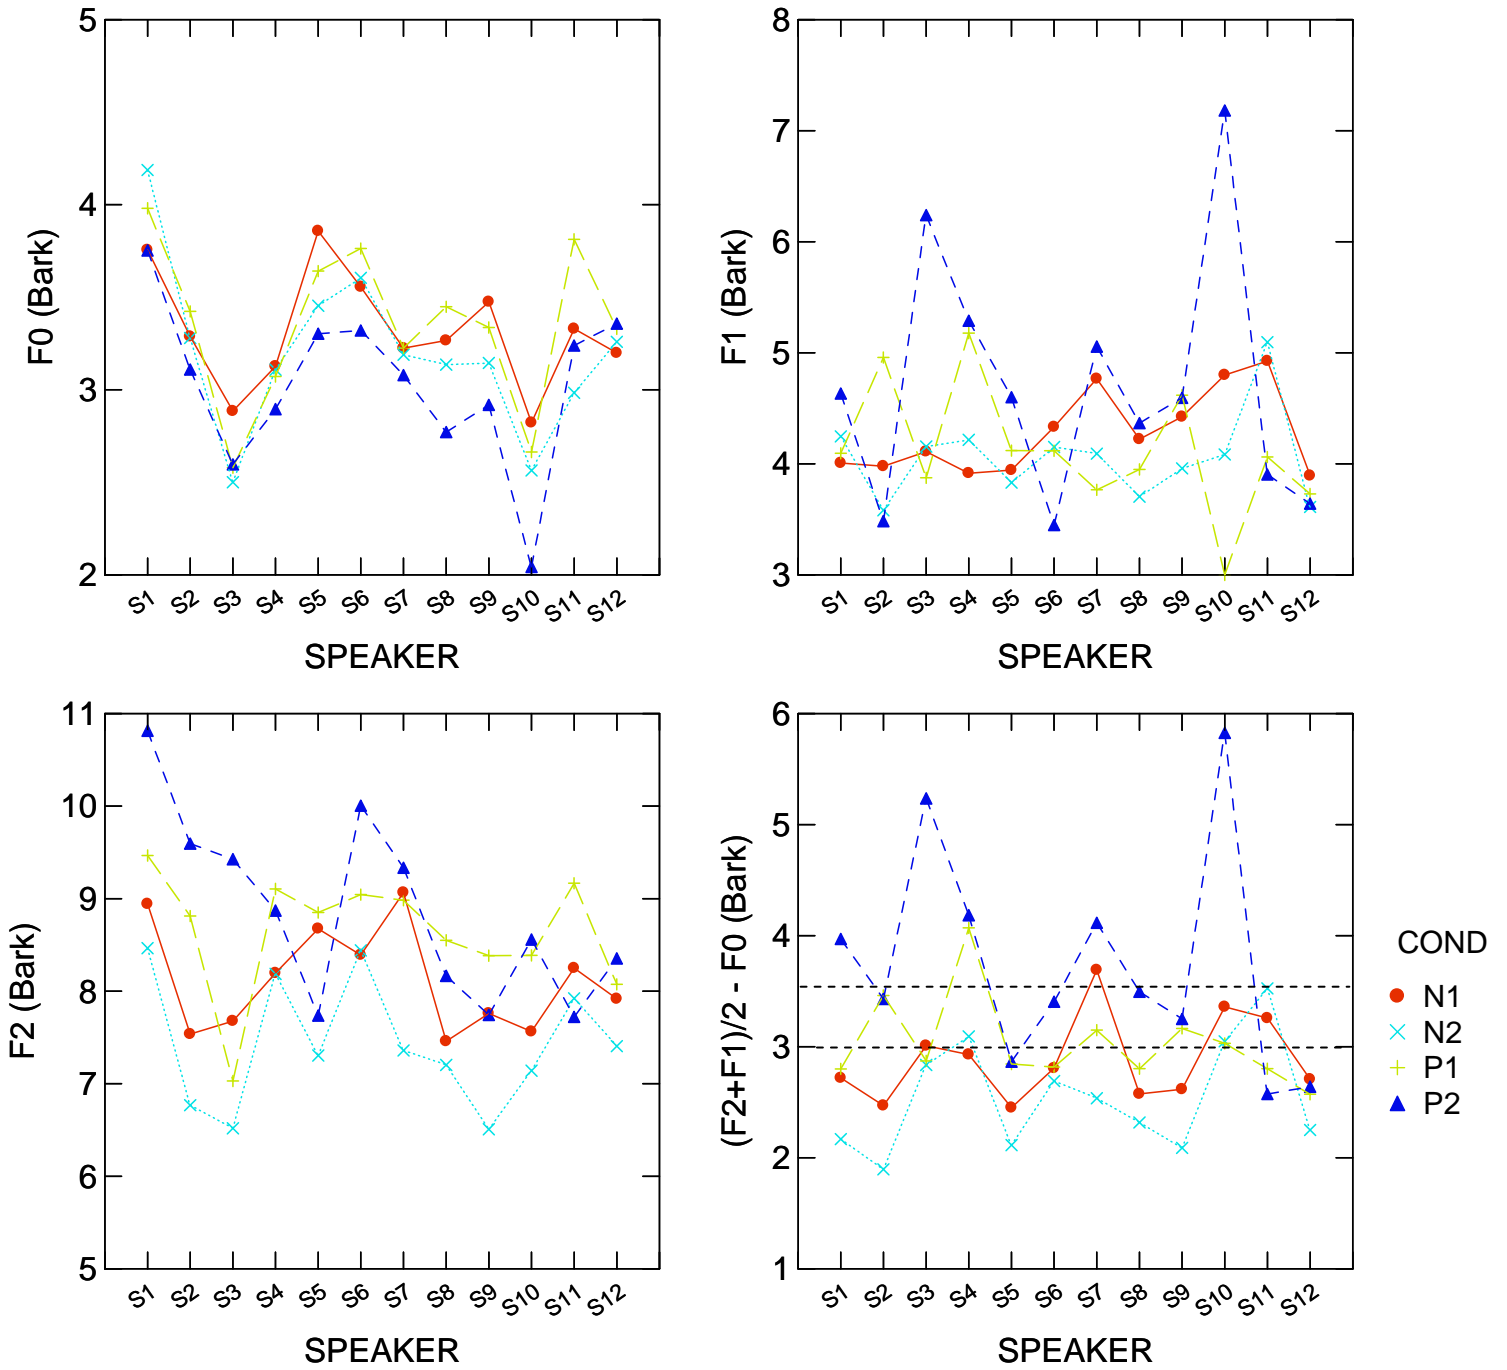 5
4
3
2
F0 (Bark)
S1 S2 S3 S4 S5 S6 S7 S8 S9 S10 S11 S12
SPEAKER
8
7
6
5
4
3
F1 (Bark)
S1 S2 S3 S4 S5 S6 S7 S8 S9 S10 S11 S12
SPEAKER
11
10
9
8
7
6
5
F2 (Bark)
S1 S2 S3 S4 S5 S6 S7 S8 S9 S10 S11 S12
SPEAKER
6
5
4
3
2
1
(F2+F1)/2 - F0 (Bark)
S1 S2 S3 S4 S5 S6 S7 S8 S9 S10 S11 S12
SPEAKER
COND
N1
N2
P1
P2